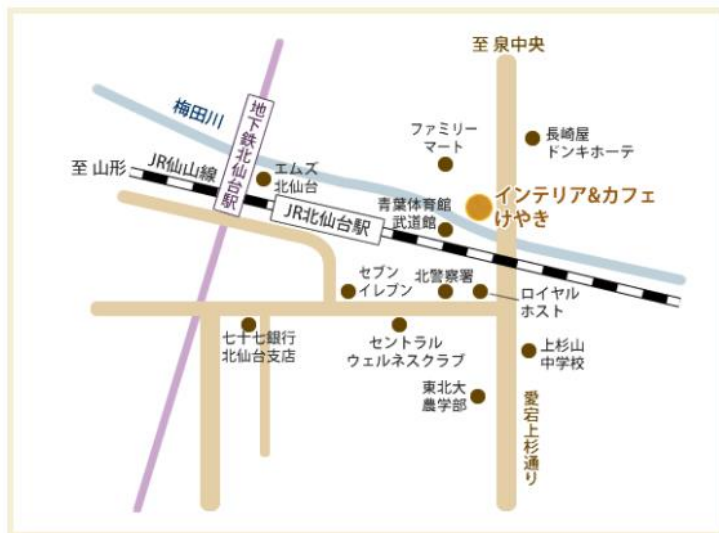 至 泉中央
梅田川
地下鉄北仙台駅
ファミリー
マート
長崎屋
ドンキホーテ
至 山形
JR仙山線
エムズ
北仙台
JR北仙台駅
青葉体育館
武道館
インテリア&カフェ
けやき
セブン
イレブン
北警察署
ロイヤル
ホスト
七十七銀行
北仙台支店
セントラル
ウェルネスクラブ
上杉山
中学校
東北大
農学部
愛宕上杉通り